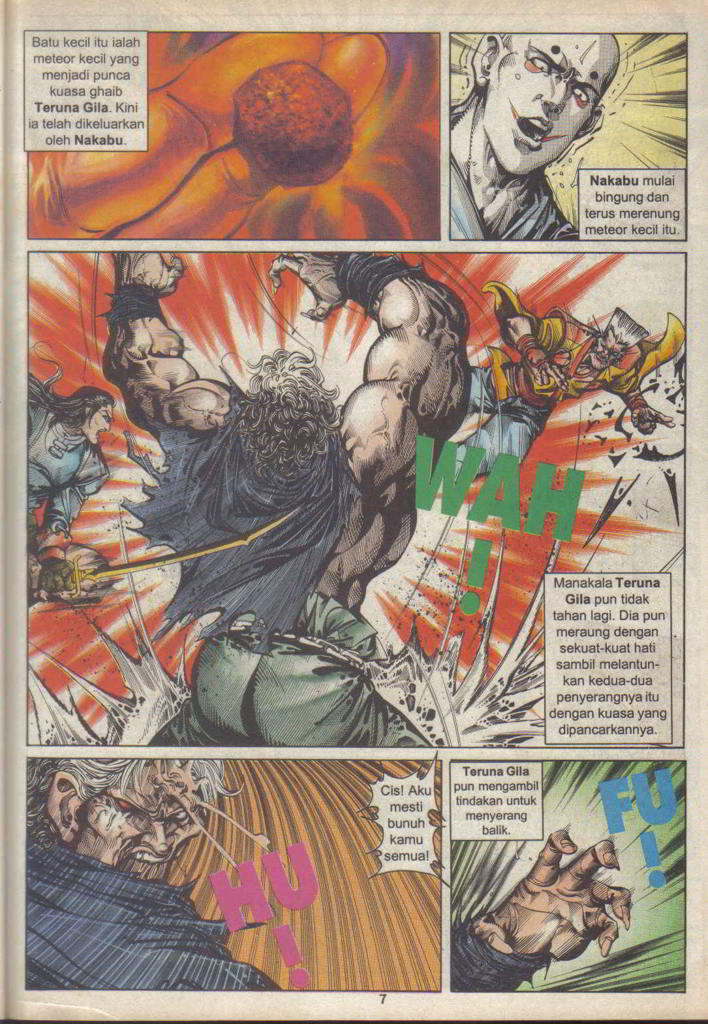 Batu kecil itu ialah
meteor kecil yang
menjadi punca
kuasa ghaib
Teruna Gila. Kini
ia telah dikeluarkan
oleh Nakabu.
Nakabu mulai
bingung dan
terus merenung
meteor kecil itu.
WAH
!
Manakala Teruna
Gila pun tidak
tahan lagi. Dia pun
meraung dengan
sekuat-kuat hati
sambil melantun-
kan kedua-dua
penyerangnya itu
dengan kuasa yang
dipancarkannya.
Cis! Aku
mesti
bunuh
kamu
semua!
HU
!
Teruna Gila
pun mengambil
tindakan untuk
menyerang
balik.
FU
!
7